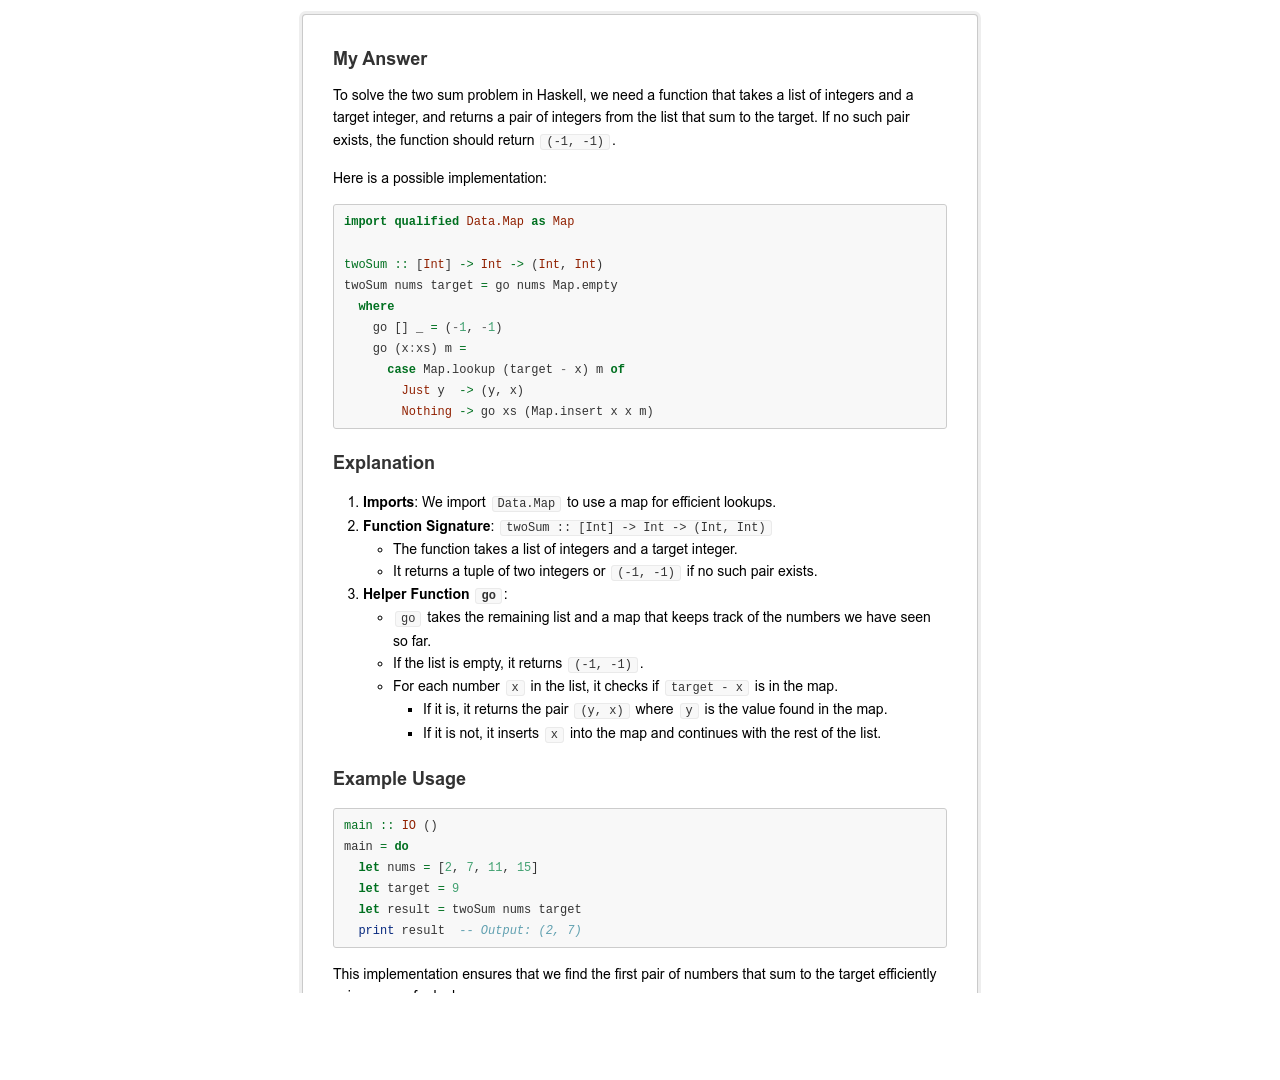 My Answer
To solve the two sum problem in Haskell, we need a function that takes a list of integers and a
target integer, and returns a pair of integers from the list that sum to the target. If no such pair
exists, the function should return (-1, -1).
Here is a possible implementation:
import qualified Data.Map as Map
twoSum :: [Int] -> Int -> (Int, Int)
twoSum nums target = go nums Map.empty
  where
    go [] _ = (-1, -1)
    go (x:xs) m =
      case Map.lookup (target - x) m of
        Just y  -> (y, x)
        Nothing -> go xs (Map.insert x x m)
Explanation
1. Imports: We import Data.Map to use a map for efficient lookups.
2. Function Signature: twoSum :: [Int] -> Int -> (Int, Int)
◦ The function takes a list of integers and a target integer.
◦ It returns a tuple of two integers or (-1, -1) if no such pair exists.
3. Helper Function go:
◦ go takes the remaining list and a map that keeps track of the numbers we have seen
so far.
◦ If the list is empty, it returns (-1, -1).
◦ For each number x in the list, it checks if target - x is in the map.
▪ If it is, it returns the pair (y, x) where y is the value found in the map.
▪ If it is not, it inserts x into the map and continues with the rest of the list.
Example Usage
main :: IO ()
main = do
  let nums = [2, 7, 11, 15]
  let target = 9
  let result = twoSum nums target
  print result  -- Output: (2, 7)
This implementation ensures that we find the first pair of numbers that sum to the target efficiently